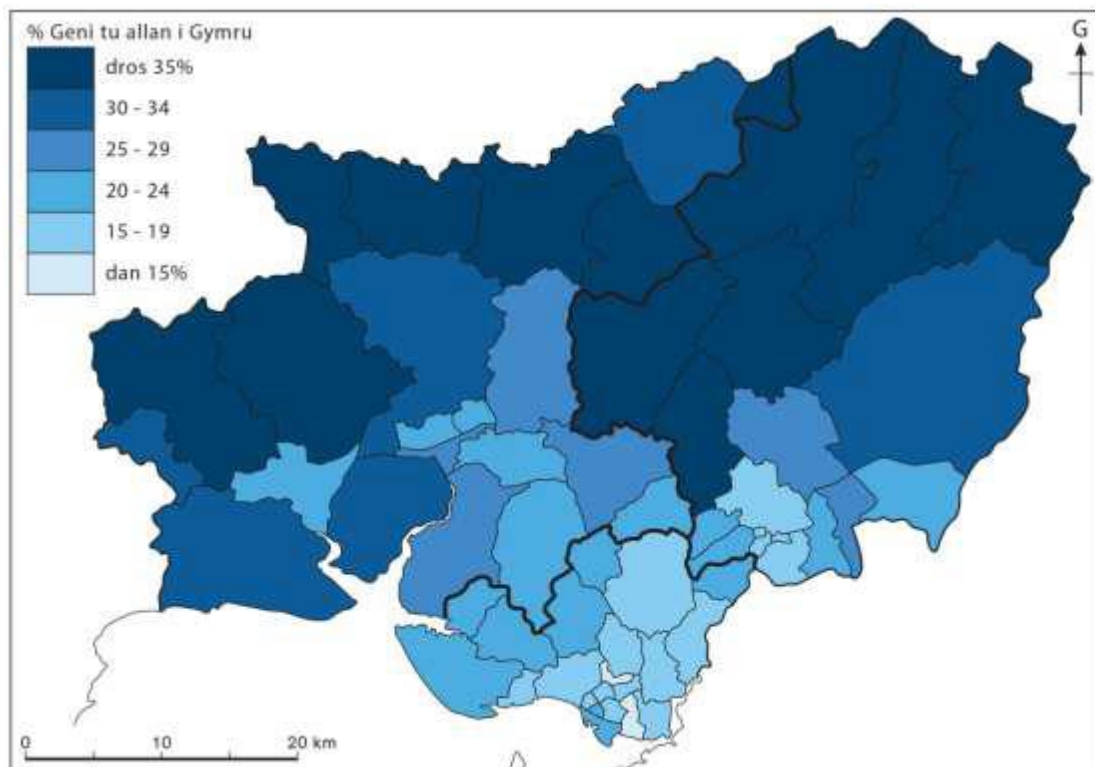 % Geni tu allan i Gymru
dros 35%
30 - 34
25 - 29
20 - 24
15 - 19
dan 15%
G
0 10 20 km